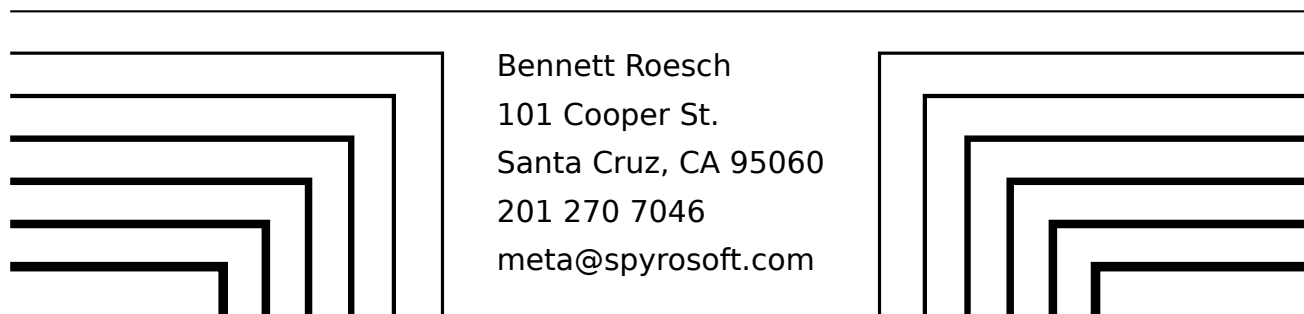 Bennett Roesch
101 Cooper St.
Santa Cruz, CA 95060
201 270 7046
meta@spyrosoft.com